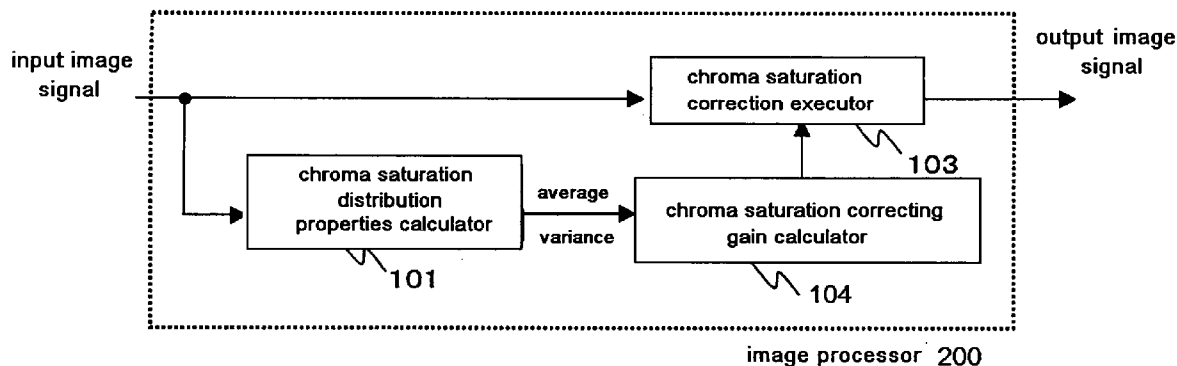 input image
signal
chroma saturation
correction executor
output image
signal
103
chroma saturation
distribution
properties calculator
average
variance
chroma saturation correcting
gain calculator
101
104
image processor 200